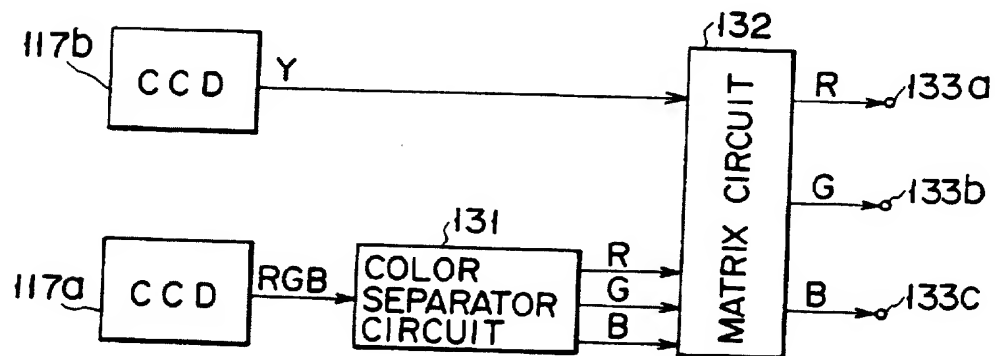 132
117b
CCD
Y
R
133a
MATRIX CIRCUIT
G
133b
131
117a
CCD
RGB
COLOR
SEPARATOR
CIRCUIT
R
G
B
B
133c